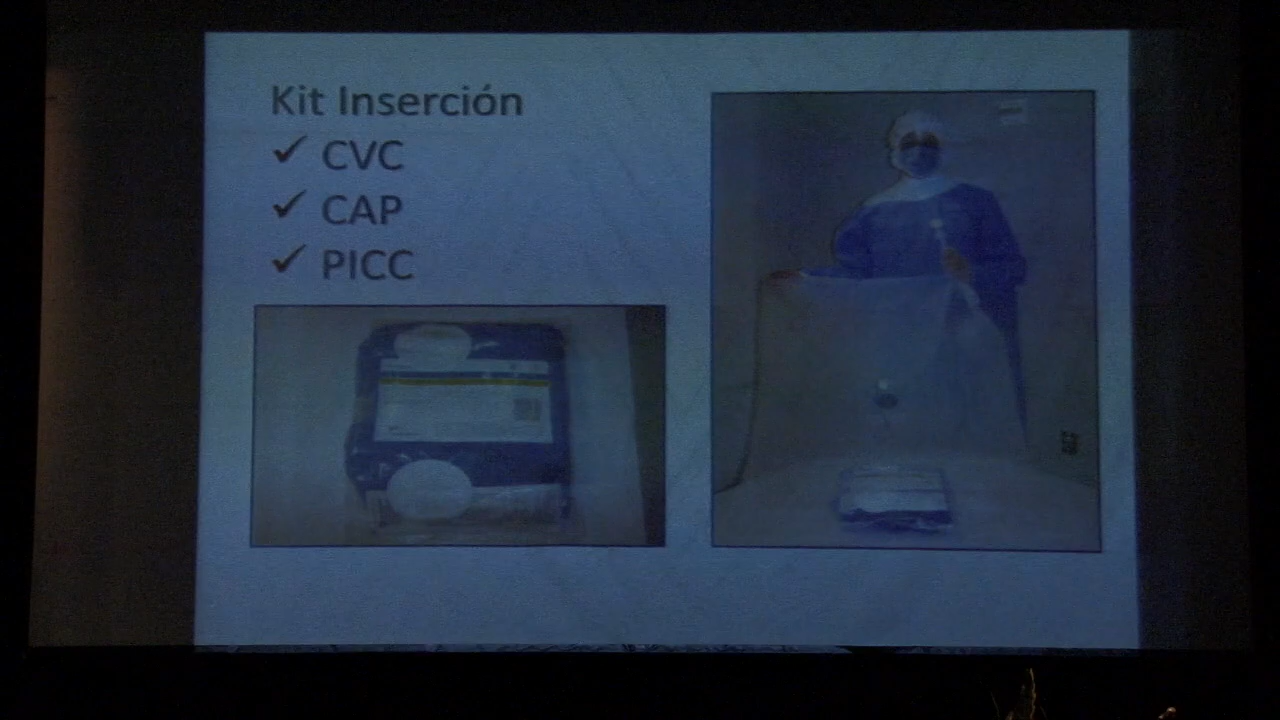 Kit Inserción
✓ CVC
✓ CAP
✓ PICC